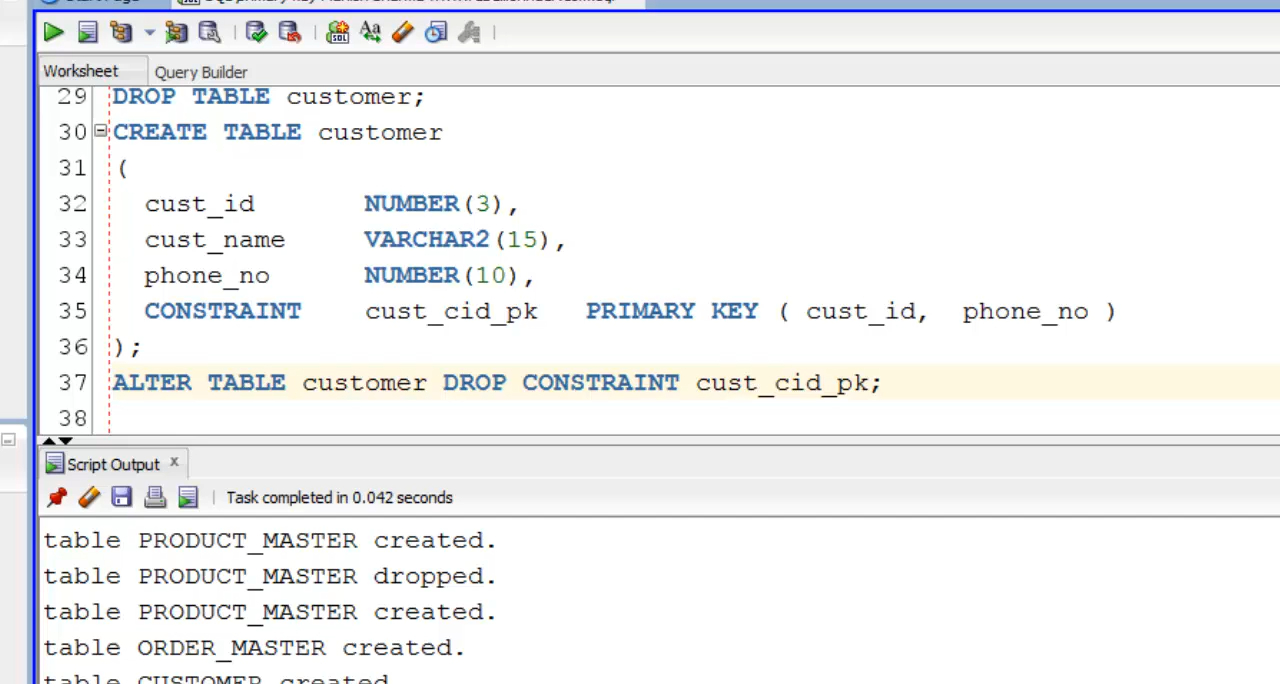 Worksheet Query Builder
29 DROP TABLE customer;
30 CREATE TABLE customer
31 (
32 cust_id NUMBER(3),
33 cust_name VARCHAR2(15),
34 phone_no NUMBER(10),
35 CONSTRAINT cust_cid_pk PRIMARY KEY ( cust_id, phone_no )
36 );
37 ALTER TABLE customer DROP CONSTRAINT cust_cid_pk;
38
Script Output x
Task completed in 0.042 seconds
table PRODUCT_MASTER created.
table PRODUCT_MASTER dropped.
table PRODUCT_MASTER created.
table ORDER_MASTER created.
table CUSTOMER created